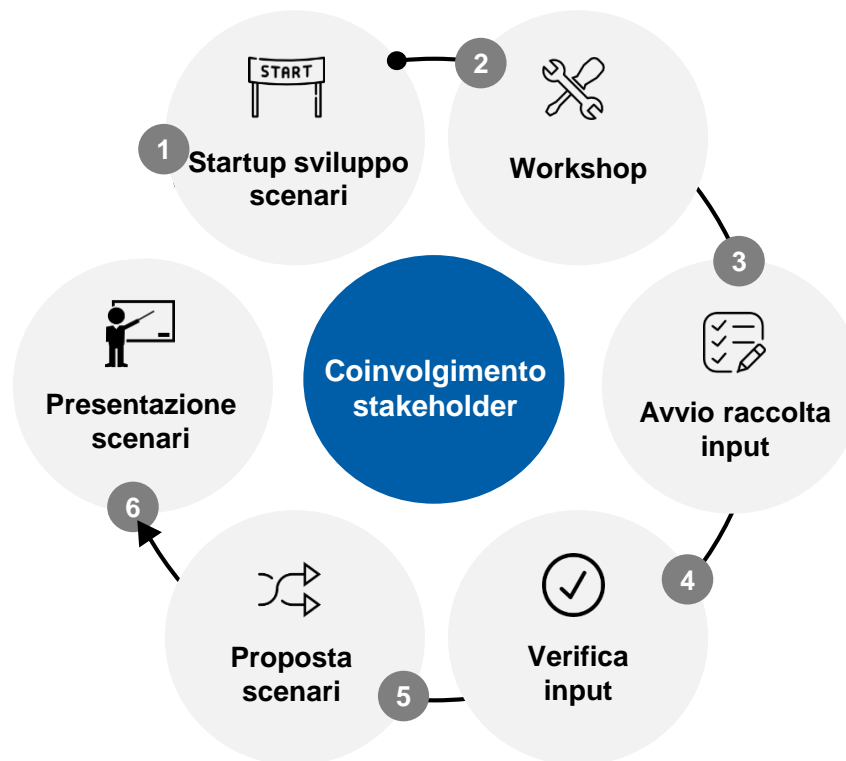 START
1
Startup sviluppo
scenari
2
Workshop
3
Avvio raccolta
input
4
Verifica
input
5
Proposta
scenari
6
Presentazione
scenari
Coinvolgimento
stakeholder